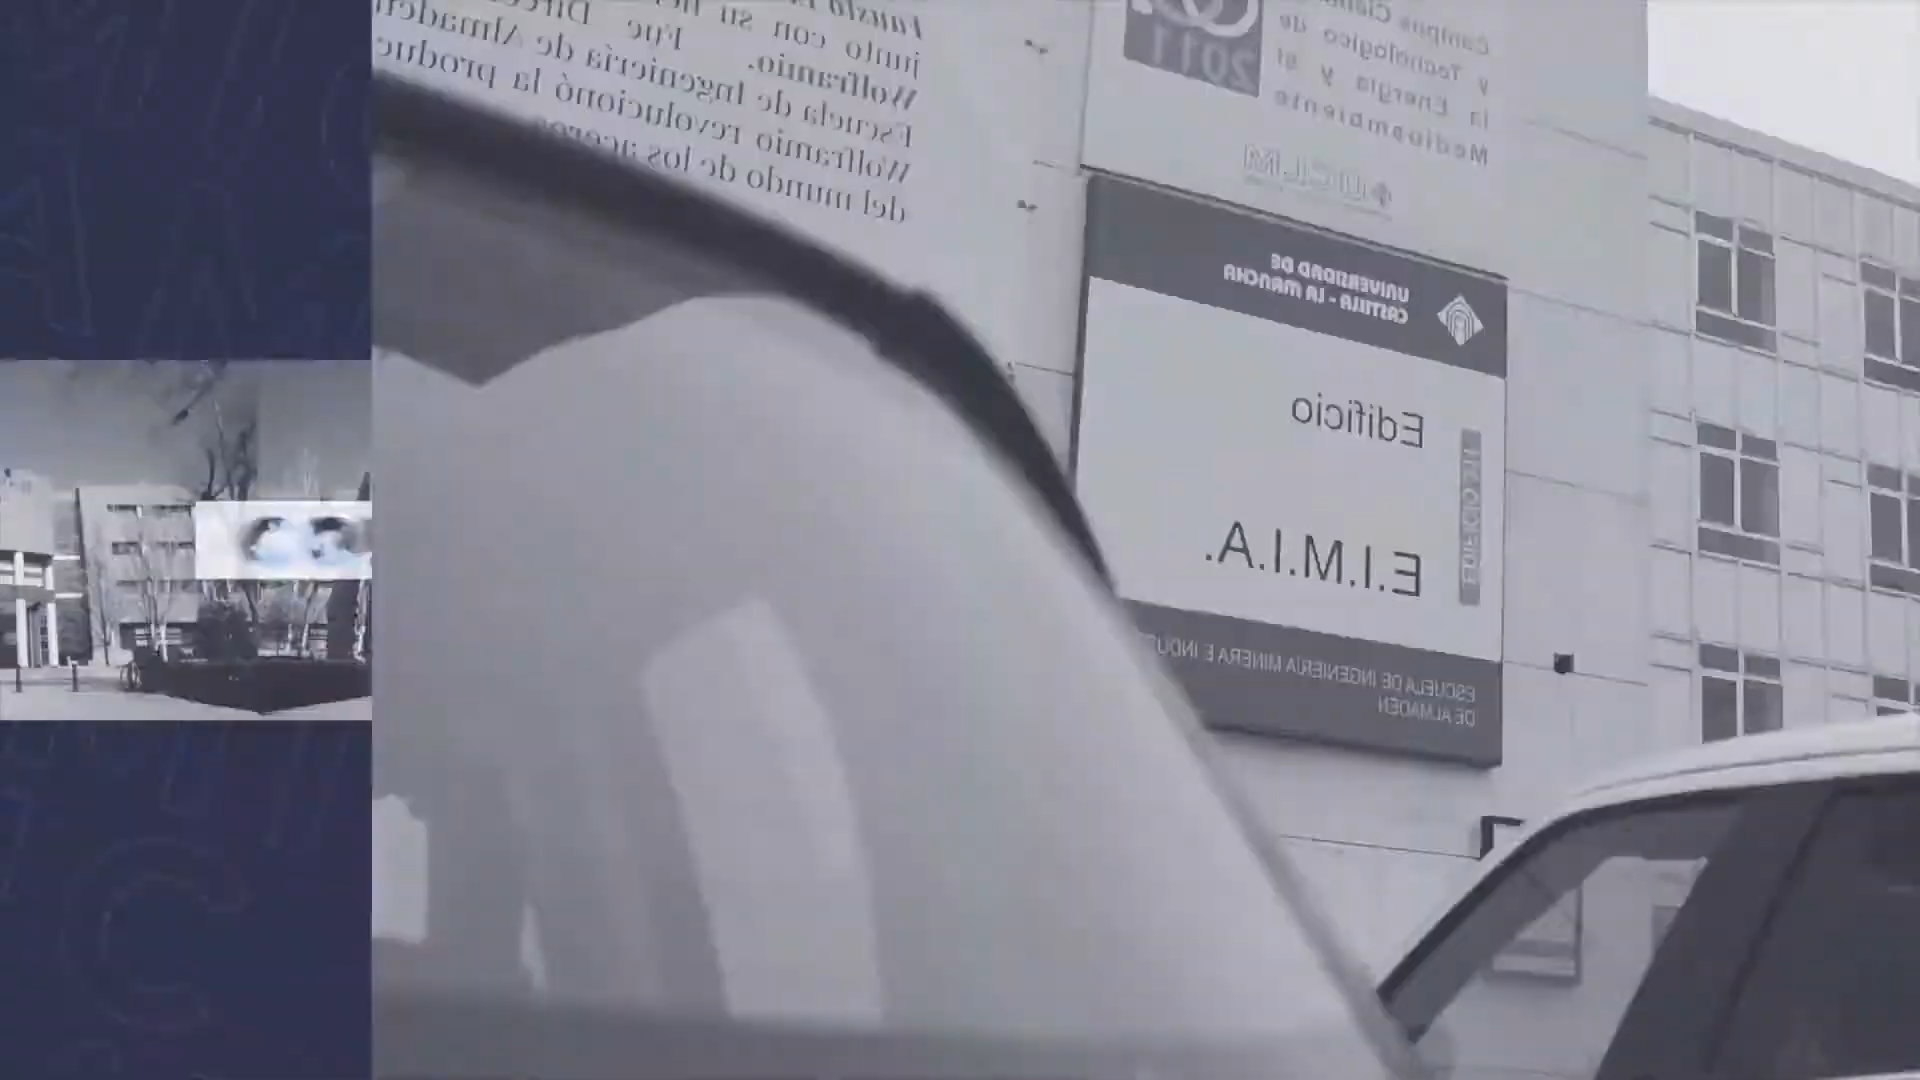 junto con su
Wolframio. Fue
Escuela de Ingeniería de Almadén
Wolframio revolucionó la produc
del mundo de los aceros
2011
Campus
y Tecnológico de
la Energía y el
Medioambiente
UCLM
UNIVERSIDAD DE
CASTILLA - LA MANCHA
Edificio
E.I.M.I.A.
ESCUELA DE INGENIERÍA MINERA E INDUST
DE ALMADÉN